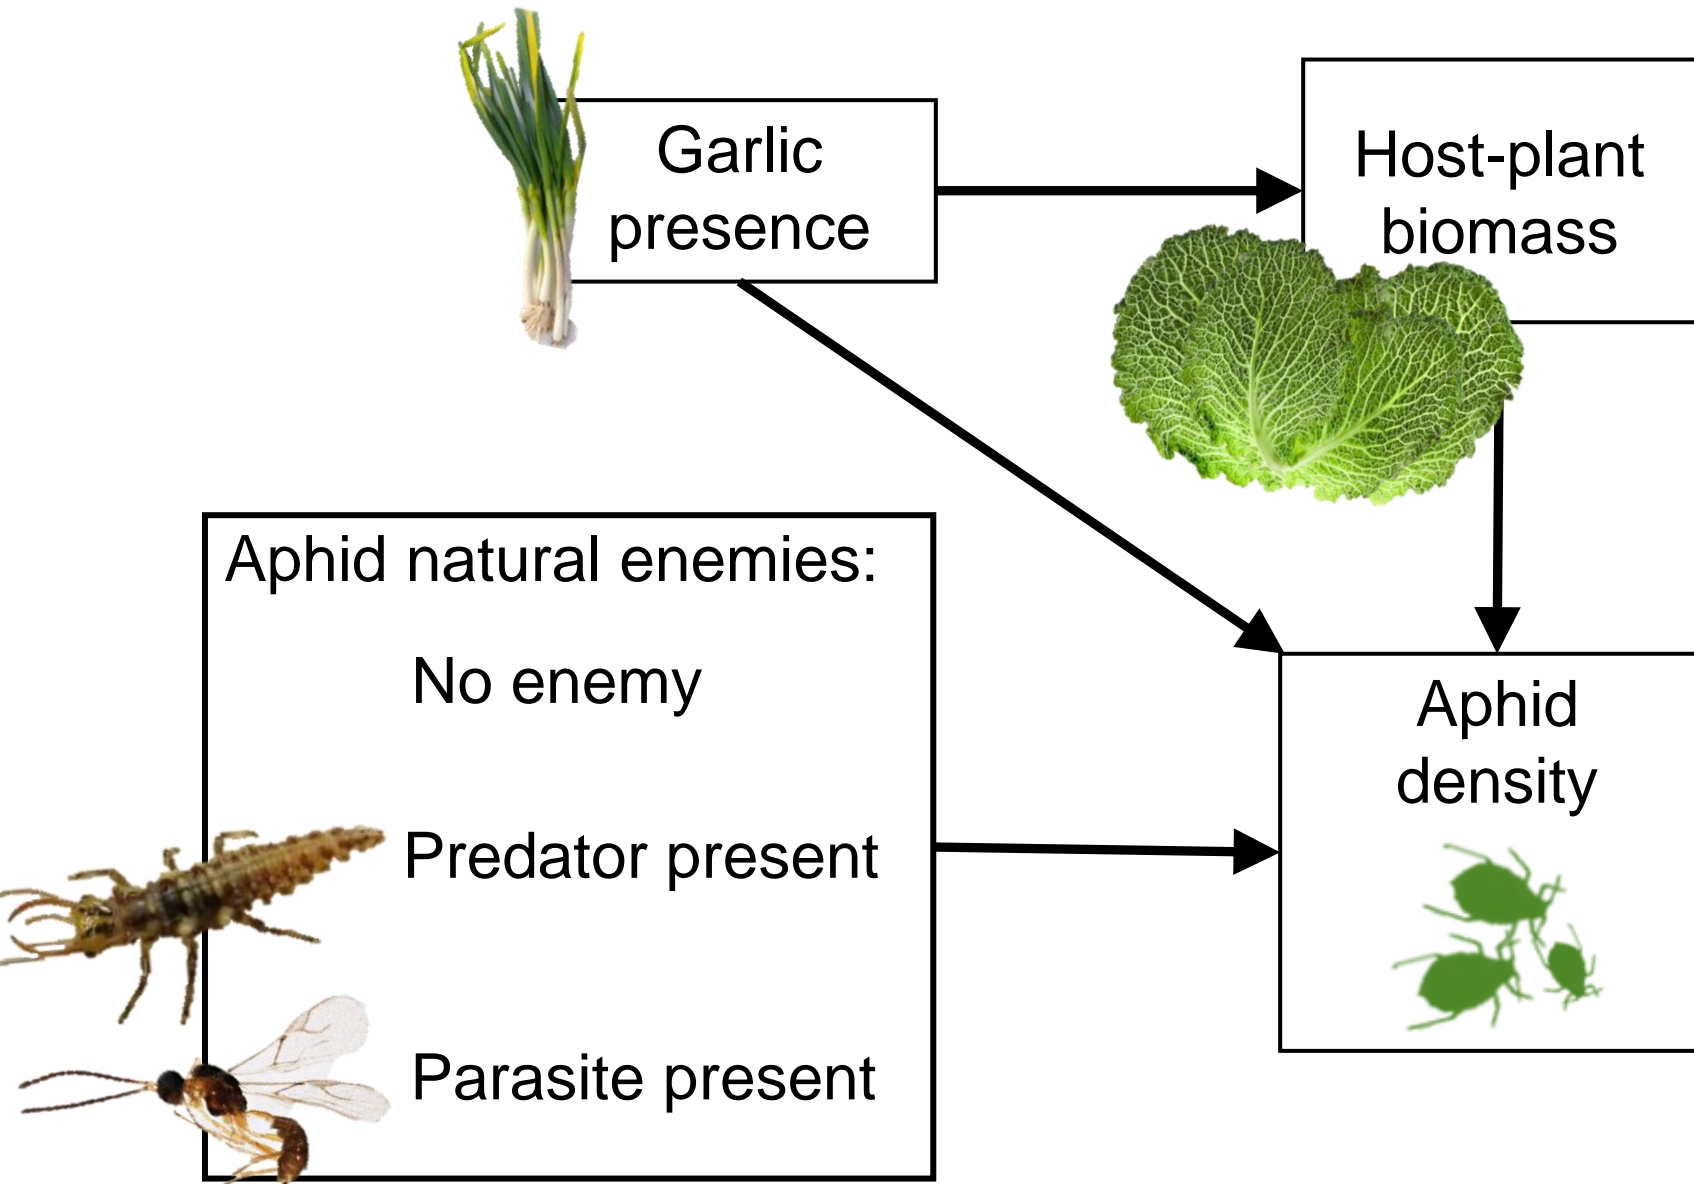 Garlic
presence
Host-plant
biomass
Aphid natural enemies:
No enemy
Predator present
Parasite present
Aphid
density